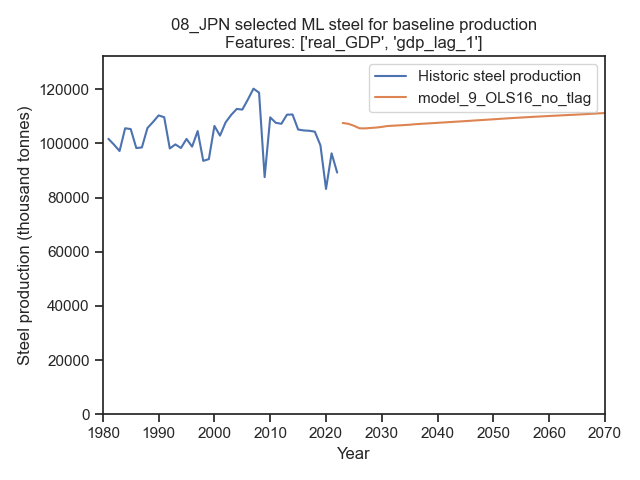 08_JPN selected ML steel for baseline production
Features: ['real_GDP', 'gdp_lag_1']
Historic steel production
model_9_OLS16_no_tlag
Steel production (thousand tonnes)
120000
100000
80000
60000
40000
20000
0
1980 1990 2000 2010 2020 2030 2040 2050 2060 2070
Year